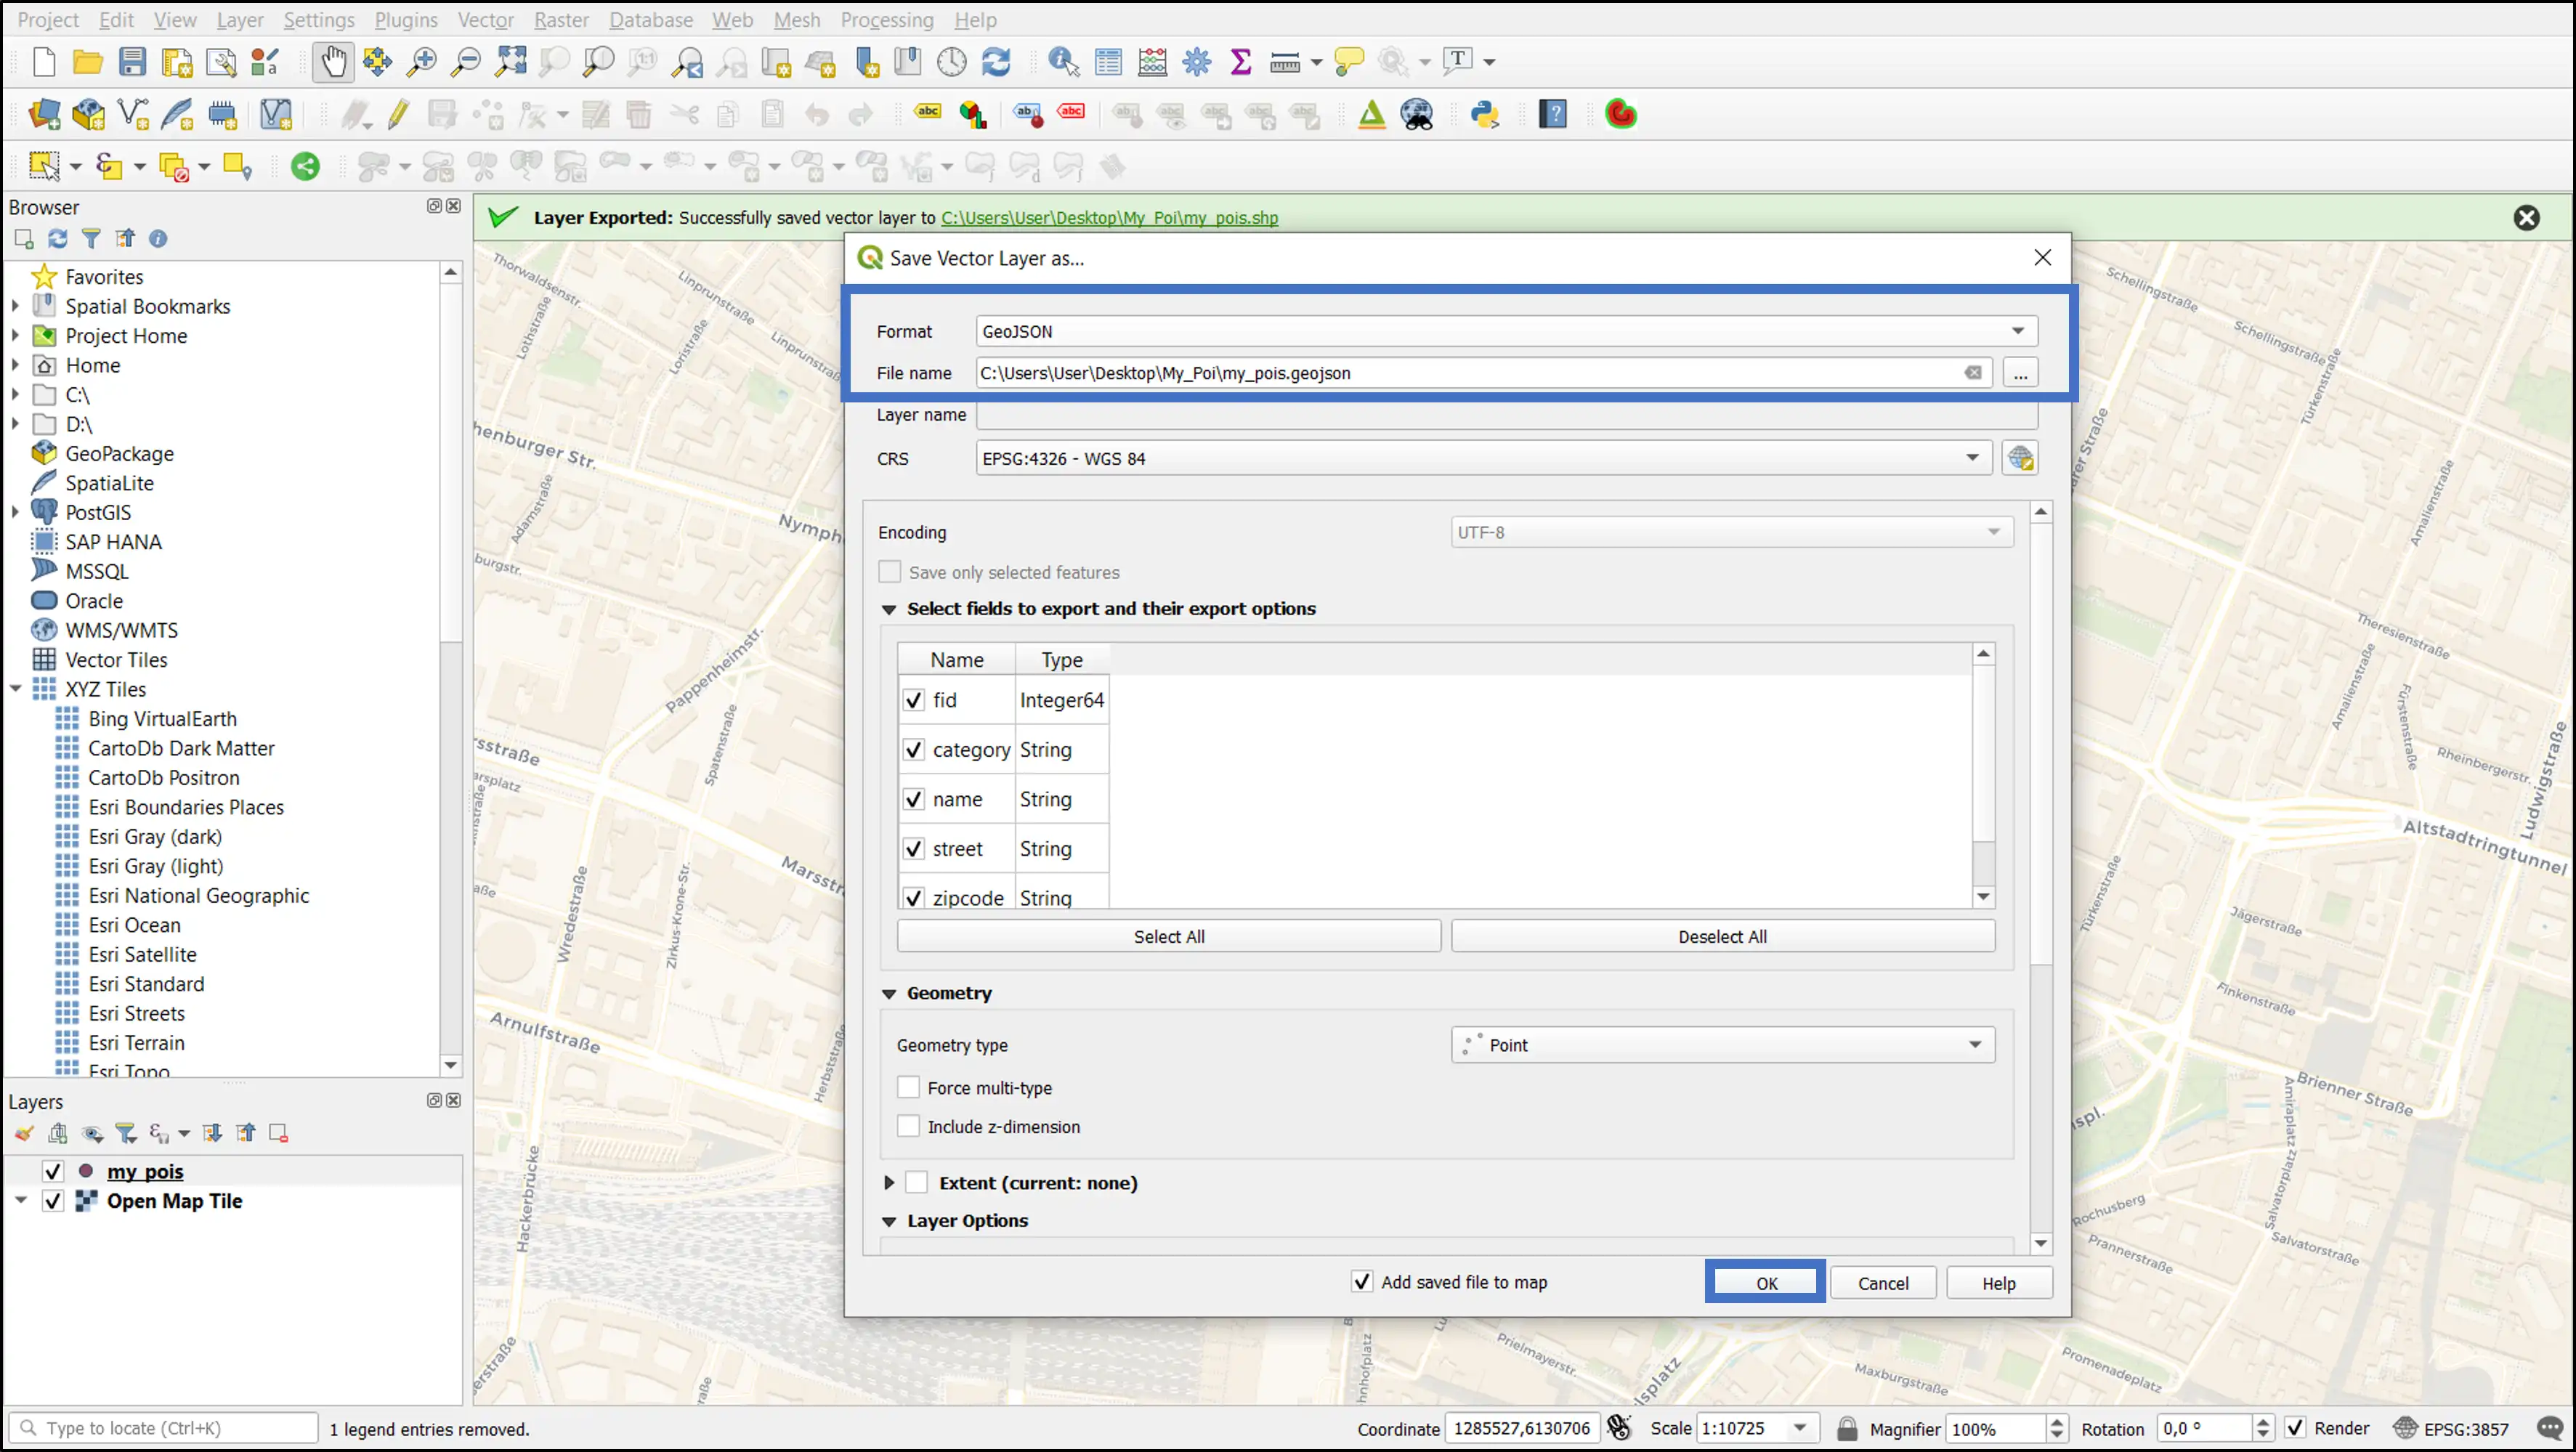 Project Edit View Layer Settings Plugins Vector Raster Database Web Mesh Processing Help
Browser
Layer Exported: Successfully saved vector layer to C:\Users\User\Desktop\My_Poi\my_pois.shp
Favorites
Spatial Bookmarks
Project Home
Home
C:\
D:\
GeoPackage
SpatiaLite
PostGIS
SAP HANA
MSSQL
Oracle
WMS/WMTS
Vector Tiles
XYZ Tiles
Bing VirtualEarth
CartoDb Dark Matter
CartoDb Positron
Esri Boundaries Places
Esri Gray (dark)
Esri Gray (light)
Esri National Geographic
Esri Ocean
Esri Satellite
Esri Standard
Esri Streets
Esri Terrain
Esri Topo
Layers
my_pois
Open Map Tile
Save Vector Layer as...
Format GeoJSON
File name C:\Users\User\Desktop\My_Poi\my_pois.geojson ...
Layer name
CRS EPSG:4326 - WGS 84
Encoding UTF-8
Save only selected features
Select fields to export and their export options
Name Type
fid Integer64
category String
name String
street String
zipcode String
Select All Deselect All
Geometry
Geometry type Point
Force multi-type
Include z-dimension
Extent (current: none)
Layer Options
Add saved file to map OK Cancel Help
Thorwaldsenstr.
Linprunstraße
Lothstraße
Loristraße
Linprunstraße
henburger Str.
Adamstraße
Nymph
burgstr.
Pappenheimstr.
Spatenstraße
rsstraße
arsplatz
Marsstr
Wredestraße
Zirkus-Krone-Str.
Arnulfstraße
Herbststraße
Hackerbrücke
Schellingstraße
Schellingstraße
Türkenstraße
arer Straße
Amalienstraße
Theresienstraße
Amalienstraße
Fürstenstraße
Rheinbergerstr.
Ludwigstraße
Altstadtringtunnel
Türkenstraße
Jägerstraße
Finkenstraße
Brienner Straße
Amiraplatz
Salvatorplatz
Rochusberg
Prannerstraße
Salvatorstraße
Prielmayerstr.
Maxburgstraße
Promenadeplatz
Type to locate (Ctrl+K) 1 legend entries removed. Coordinate 1285527,6130706 Scale 1:10725 Magnifier 100% Rotation 0,0 ° Render EPSG:3857